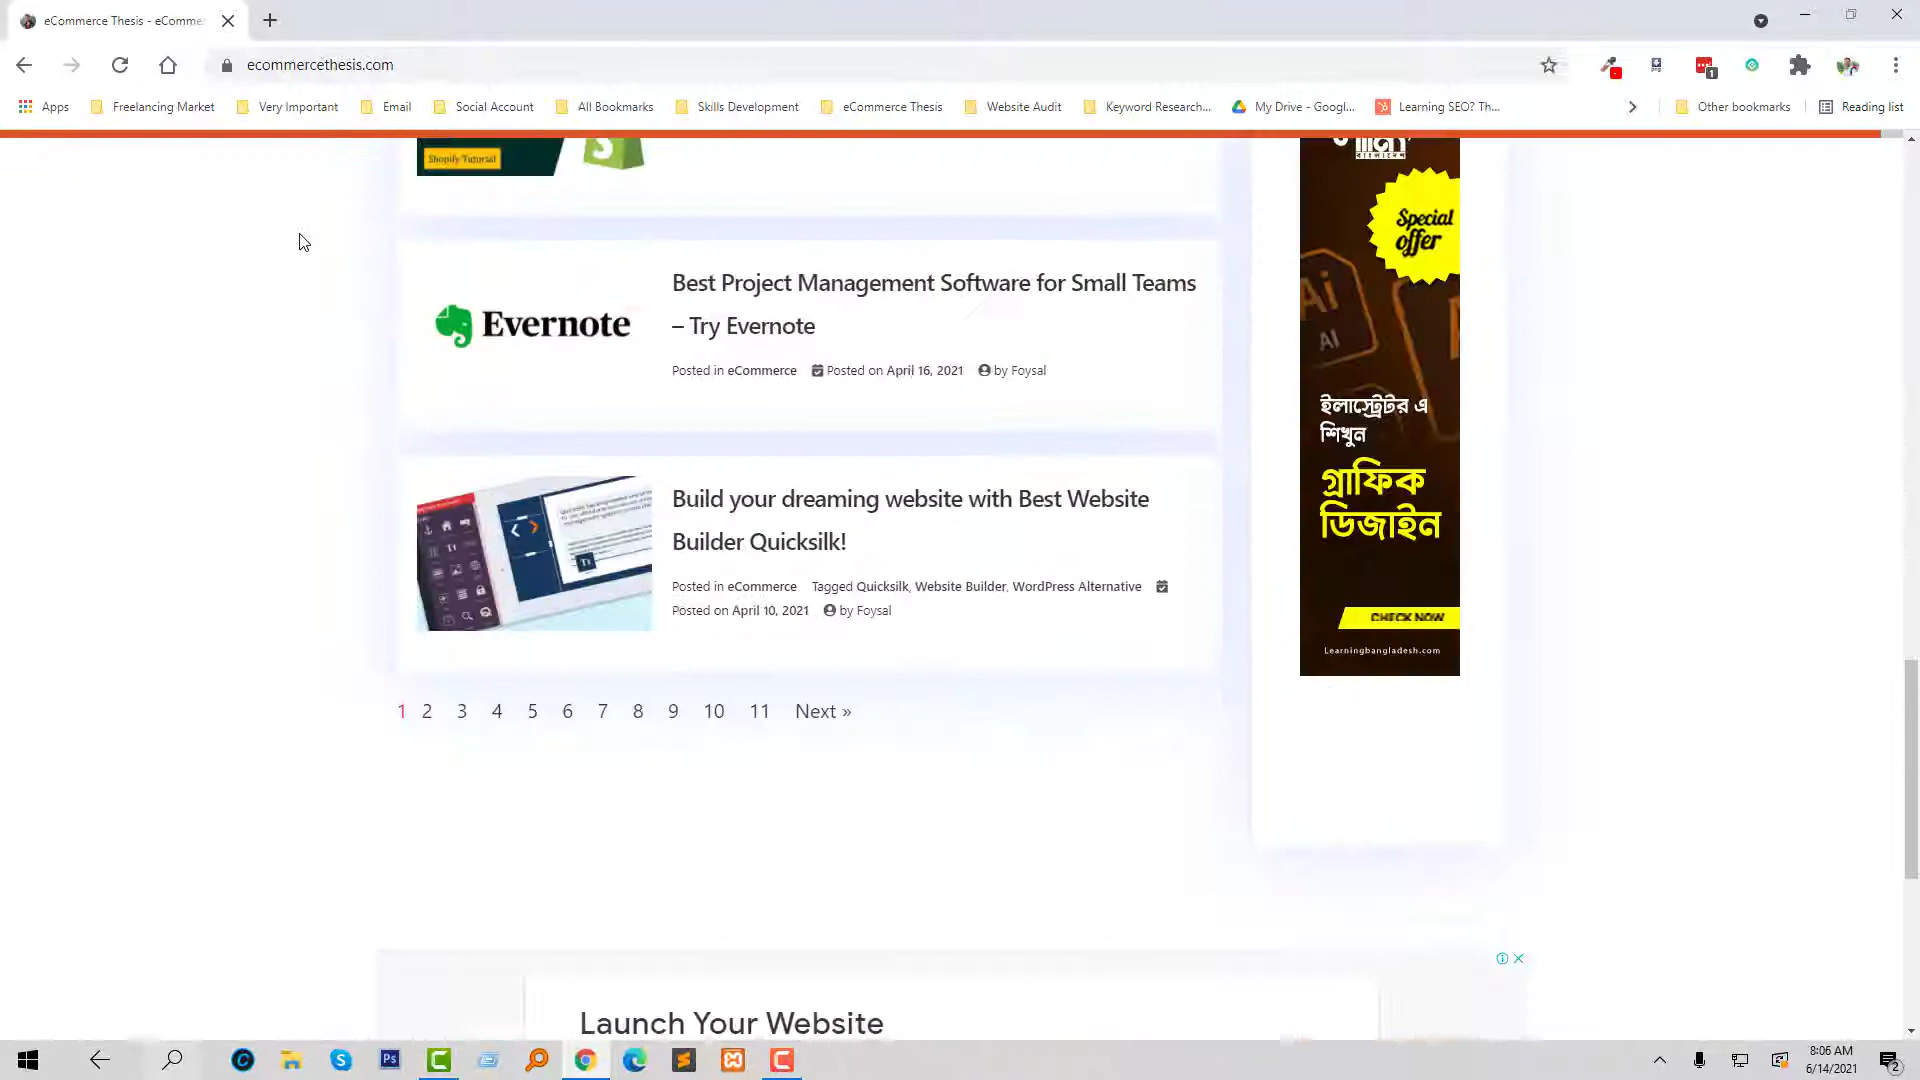 eCommerce Thesis - eComme
ecommercethesis.com
1
Apps
Freelancing Market
Very Important
Email
Social Account
All Bookmarks
Skills Development
eCommerce Thesis
Website Audit
Keyword Research...
My Drive - Googl...
Learning SEO? Th...
Other bookmarks
Reading list
Shopify Tutorial
Evernote
Best Project Management Software for Small Teams
– Try Evernote
Posted in eCommerce Posted on April 16, 2021 by Foysal
Build your dreaming website with Best Website
Builder Quicksilk!
Posted in eCommerce Tagged Quicksilk, Website Builder, WordPress Alternative
Posted on April 10, 2021 by Foysal
1 2 3 4 5 6 7 8 9 10 11 Next »
Special
offer
Ai
AI
ইলাস্ট্রেটর এ
শিখুন
গ্রাফিক
ডিজাইন
CHECK NOW
Learningbangladesh.com
Launch Your Website
Ps
8:06 AM
6/14/2021
2